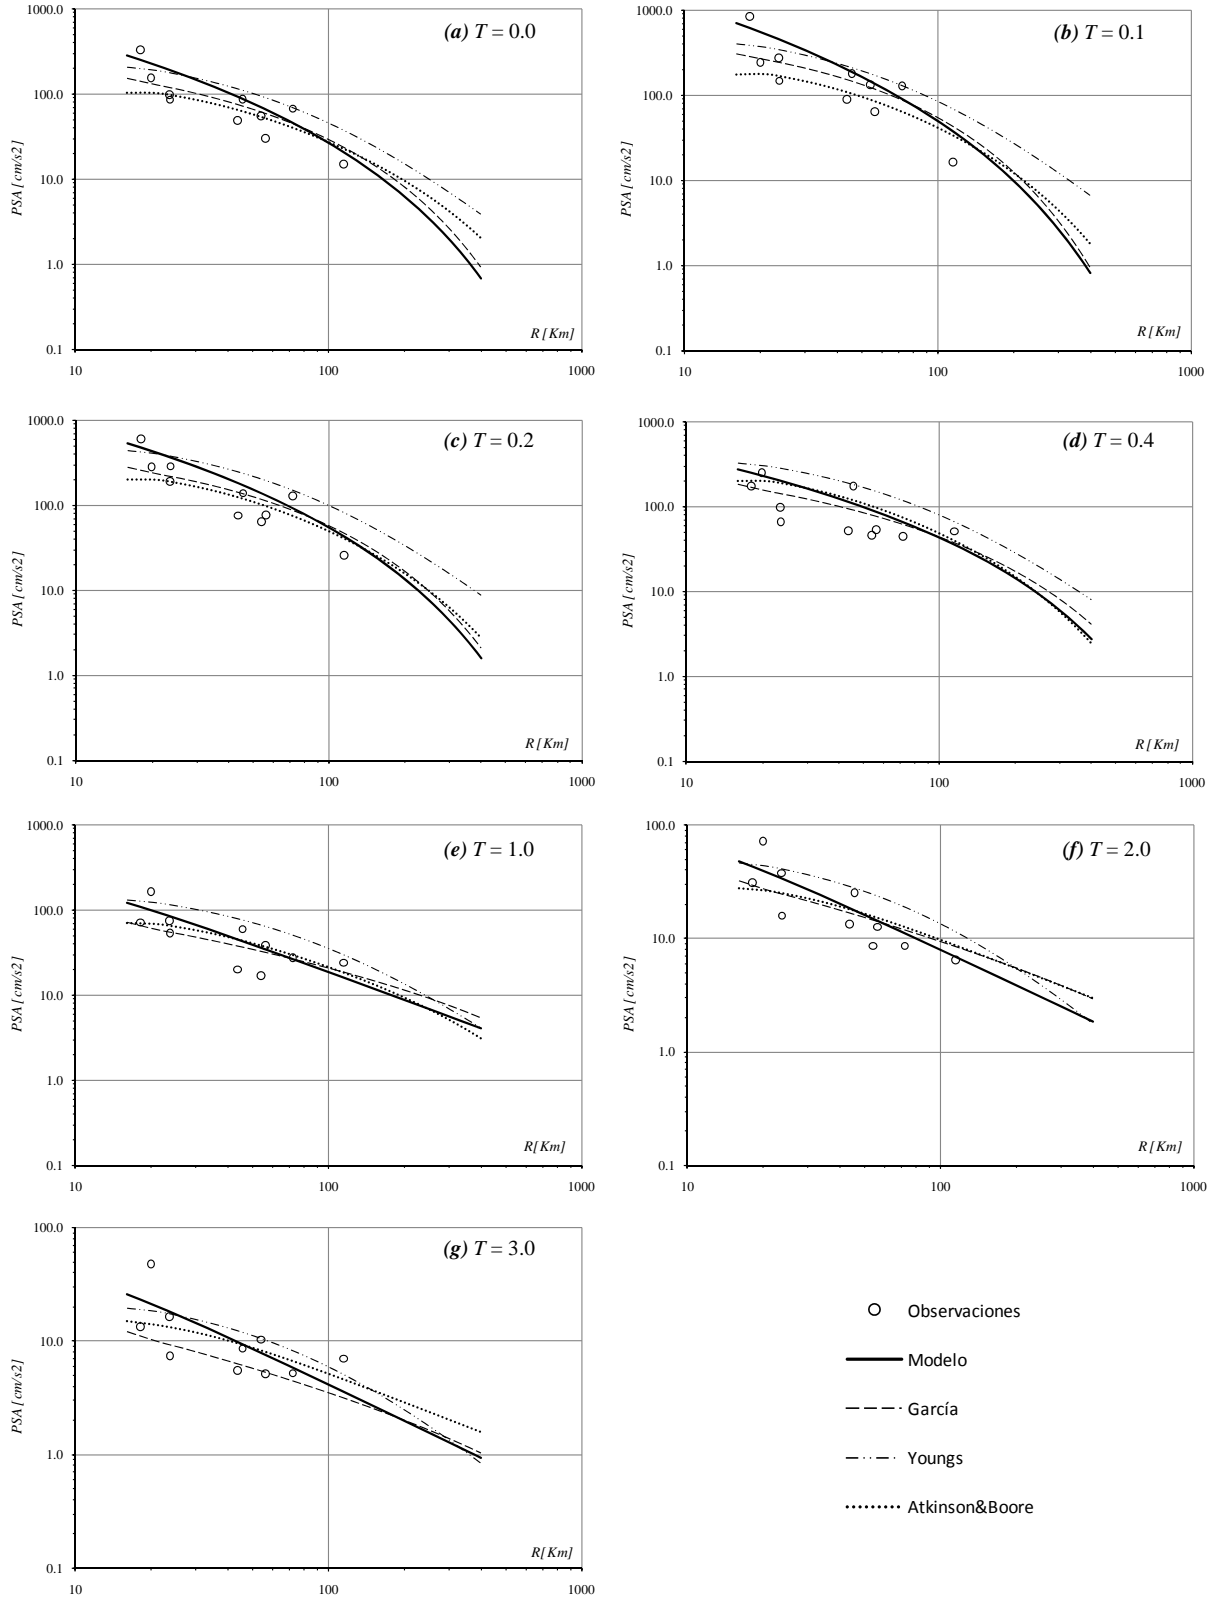 (a) T = 0.0
1000.0
100.0
10.0
1.0
0.1
PSA [cm/s2]
R [Km]
10
100
1000
(b) T = 0.1
1000.0
100.0
10.0
1.0
0.1
PSA [cm/s2]
R [Km]
10
100
1000
(c) T = 0.2
1000.0
100.0
10.0
1.0
0.1
PSA [cm/s2]
R [Km]
10
100
1000
(d) T = 0.4
1000.0
100.0
10.0
1.0
0.1
PSA [cm/s2]
R [Km]
10
100
1000
(e) T = 1.0
1000.0
100.0
10.0
1.0
0.1
PSA [cm/s2]
R[Km]
10
100
1000
(f) T = 2.0
100.0
10.0
1.0
0.1
PSA [cm/s2]
R[Km]
10
100
1000
(g) T = 3.0
100.0
10.0
1.0
0.1
PSA [cm/s2]
R[Km]
10
100
1000
Observaciones
Modelo
García
Youngs
Atkinson&Boore